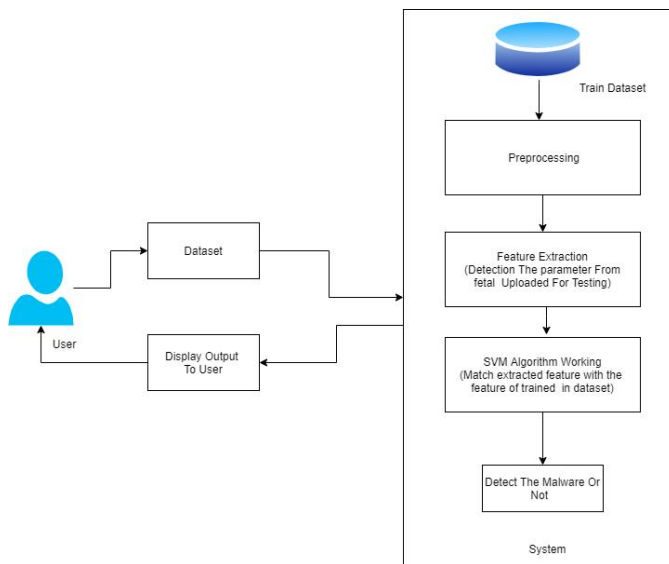 Train Dataset
Preprocessing
Feature Extraction
(Detection The parameter From
fetal Uploaded For Testing)
SVM Algorithm Working
(Match extracted feature with the
feature of trained in dataset)
Detect The Malware Or
Not
System
Dataset
Display Output
To User
User